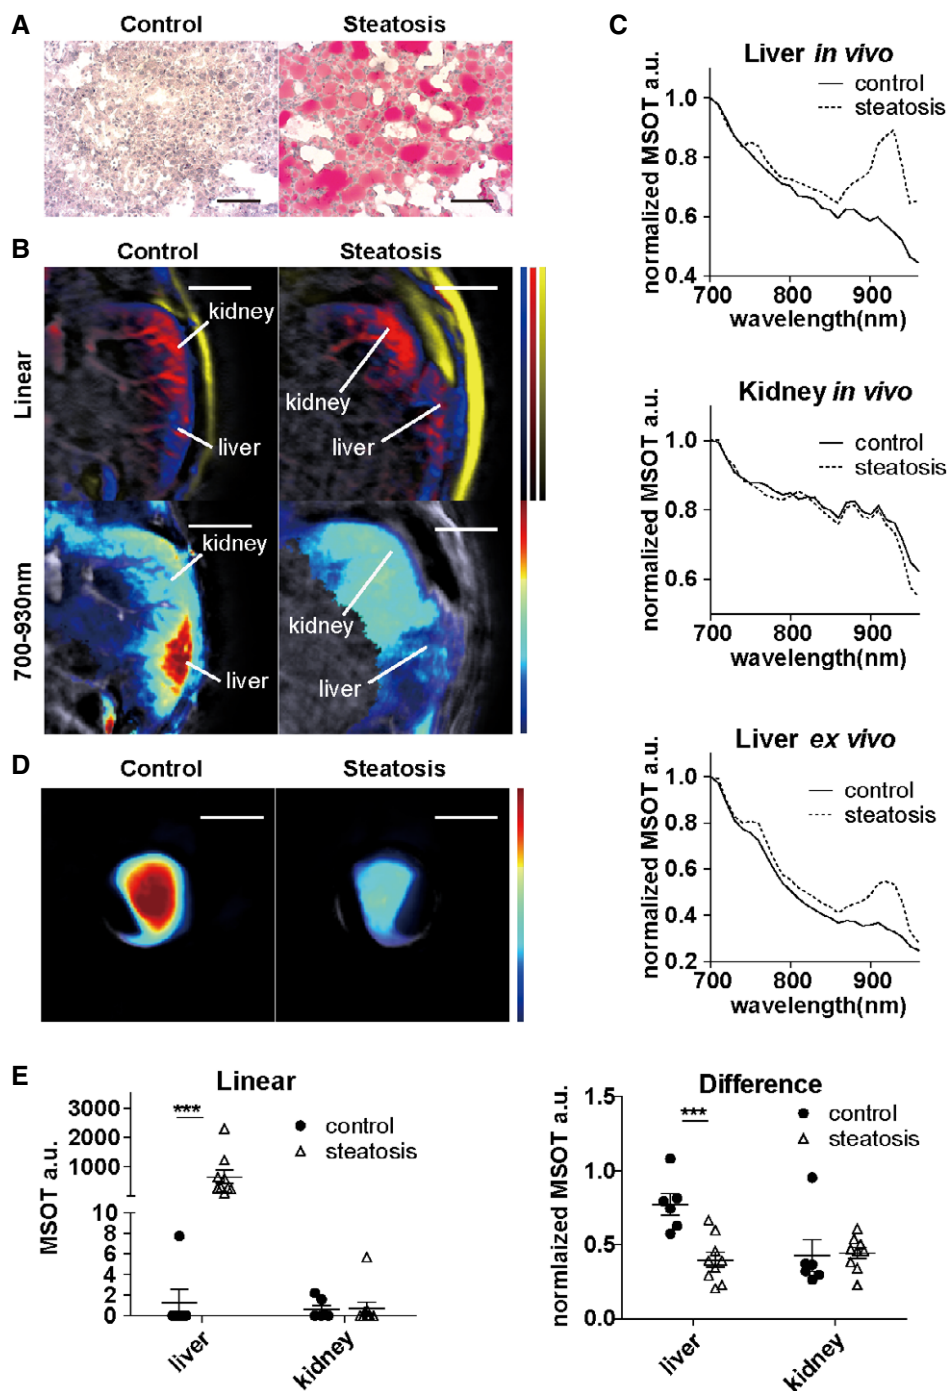 A
Control
Steatosis
B
Control
Steatosis
Linear
kidney
liver
kidney
liver
700-930nm
kidney
liver
kidney
liver
C
Liver in vivo
control
steatosis
normalized MSOT a.u.
1.0
0.8
0.6
0.4
700
800
900
wavelength(nm)
Kidney in vivo
control
steatosis
normalized MSOT a.u.
1.0
0.8
0.6
700
800
900
wavelength(nm)
Liver ex vivo
control
steatosis
normalized MSOT a.u.
1.0
0.8
0.6
0.4
0.2
700
800
900
wavelength(nm)
D
Control
Steatosis
E
Linear
MSOT a.u.
3000
2000
1000
10
8
6
4
2
0
***
control
steatosis
liver
kidney
Difference
normlaized MSOT a.u.
1.5
1.0
0.5
0.0
***
control
steatosis
liver
kidney